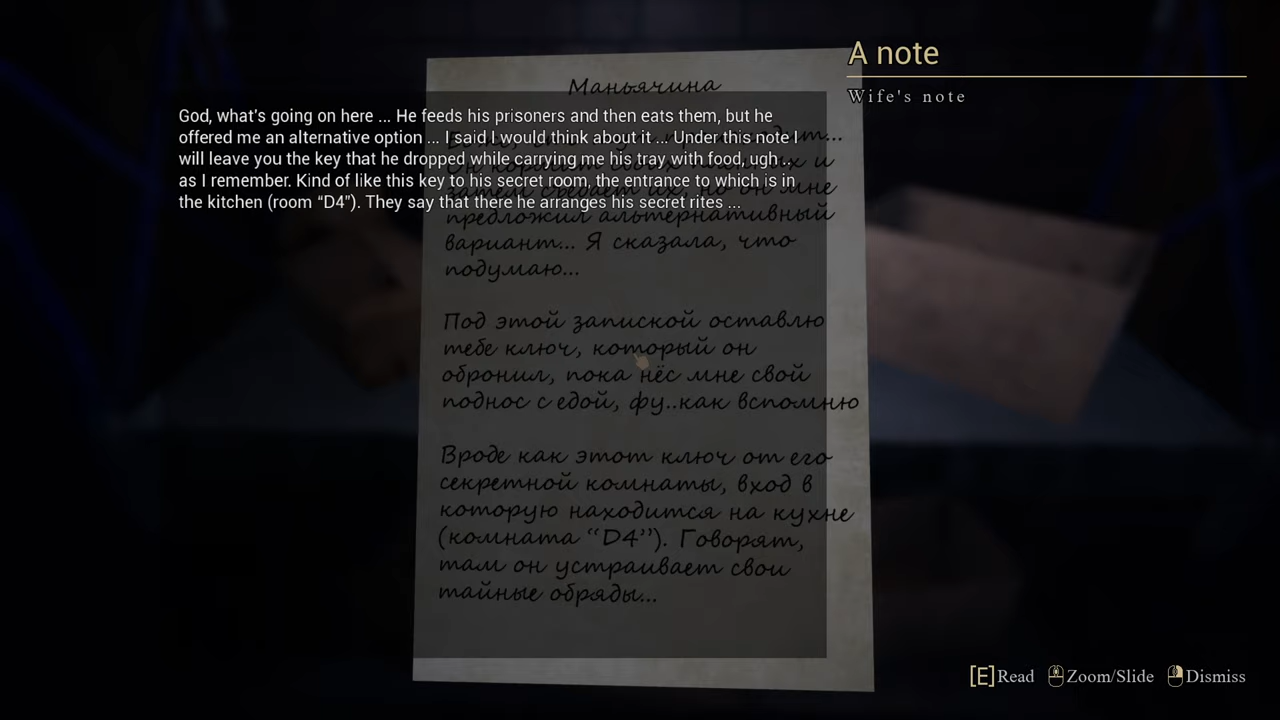 A note
Wife's note
Маньячина
God, what's going on here ... He feeds his prisoners and then eats them, but he
offered me an alternative option ... I said I would think about it ... Under this note I
will leave you the key that he dropped while carrying me his tray with food, ugh ..
as I remember. Kind of like this key to his secret room, the entrance to which is in
the kitchen (room “D4”). They say that there he arranges his secret rites ...
затем съедает их, но он мне
предложил альтернативный
вариант... Я сказала, что
подумаю...
Под этой запиской оставлю
тебе ключ, который он
обронил, пока нёс мне свой
поднос с едой, фу..как вспомню
Вроде как этот ключ от его
секретной комнаты, вход в
которую находится на кухне
(комната “D4”). Говорят,
там он устраивает свои
тайные обряды...
[E]Read Zoom/Slide Dismiss